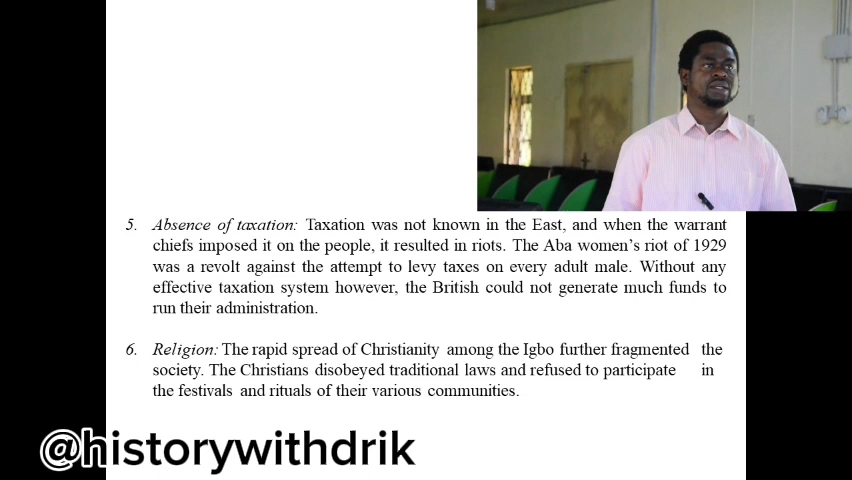 5. Absence of taxation: Taxation was not known in the East, and when the warrant
chiefs imposed it on the people, it resulted in riots. The Aba women’s riot of 1929
was a revolt against the attempt to levy taxes on every adult male. Without any
effective taxation system however, the British could not generate much funds to
run their administration.
6. Religion: The rapid spread of Christianity among the Igbo further fragmented the
society. The Christians disobeyed traditional laws and refused to participate in
the festivals and rituals of their various communities.
@historywithdrik